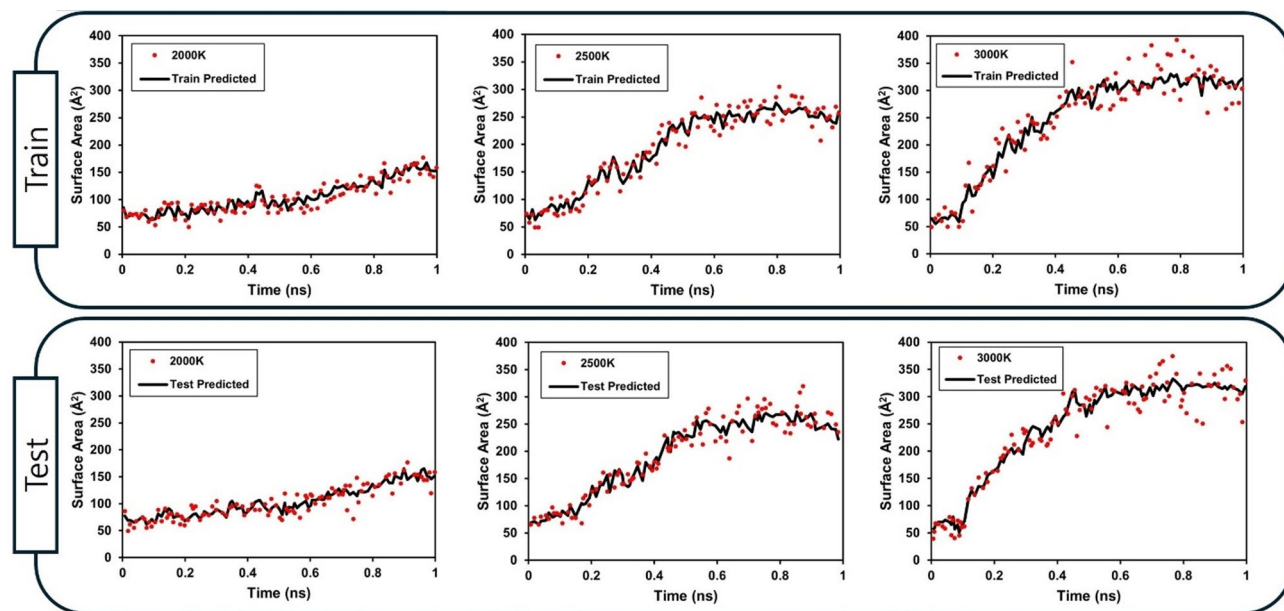 Train
2000K
Train Predicted
Surface Area (Å²)
400
350
300
250
200
150
100
50
0
0 0.2 0.4 0.6 0.8 1
Time (ns)
2500K
Train Predicted
Surface Area (Å²)
400
350
300
250
200
150
100
50
0
0 0.2 0.4 0.6 0.8 1
Time (ns)
3000K
Train Predicted
Surface Area (Å²)
400
350
300
250
200
150
100
50
0
0 0.2 0.4 0.6 0.8 1
Time (ns)
Test
2000K
Test Predicted
Surface Area (Å²)
400
350
300
250
200
150
100
50
0
0 0.2 0.4 0.6 0.8 1
Time (ns)
2500K
Test Predicted
Surface Area (Å²)
400
350
300
250
200
150
100
50
0
0 0.2 0.4 0.6 0.8 1
Time (ns)
3000K
Test Predicted
Surface Area (Å²)
400
350
300
250
200
150
100
50
0
0 0.2 0.4 0.6 0.8 1
Time (ns)